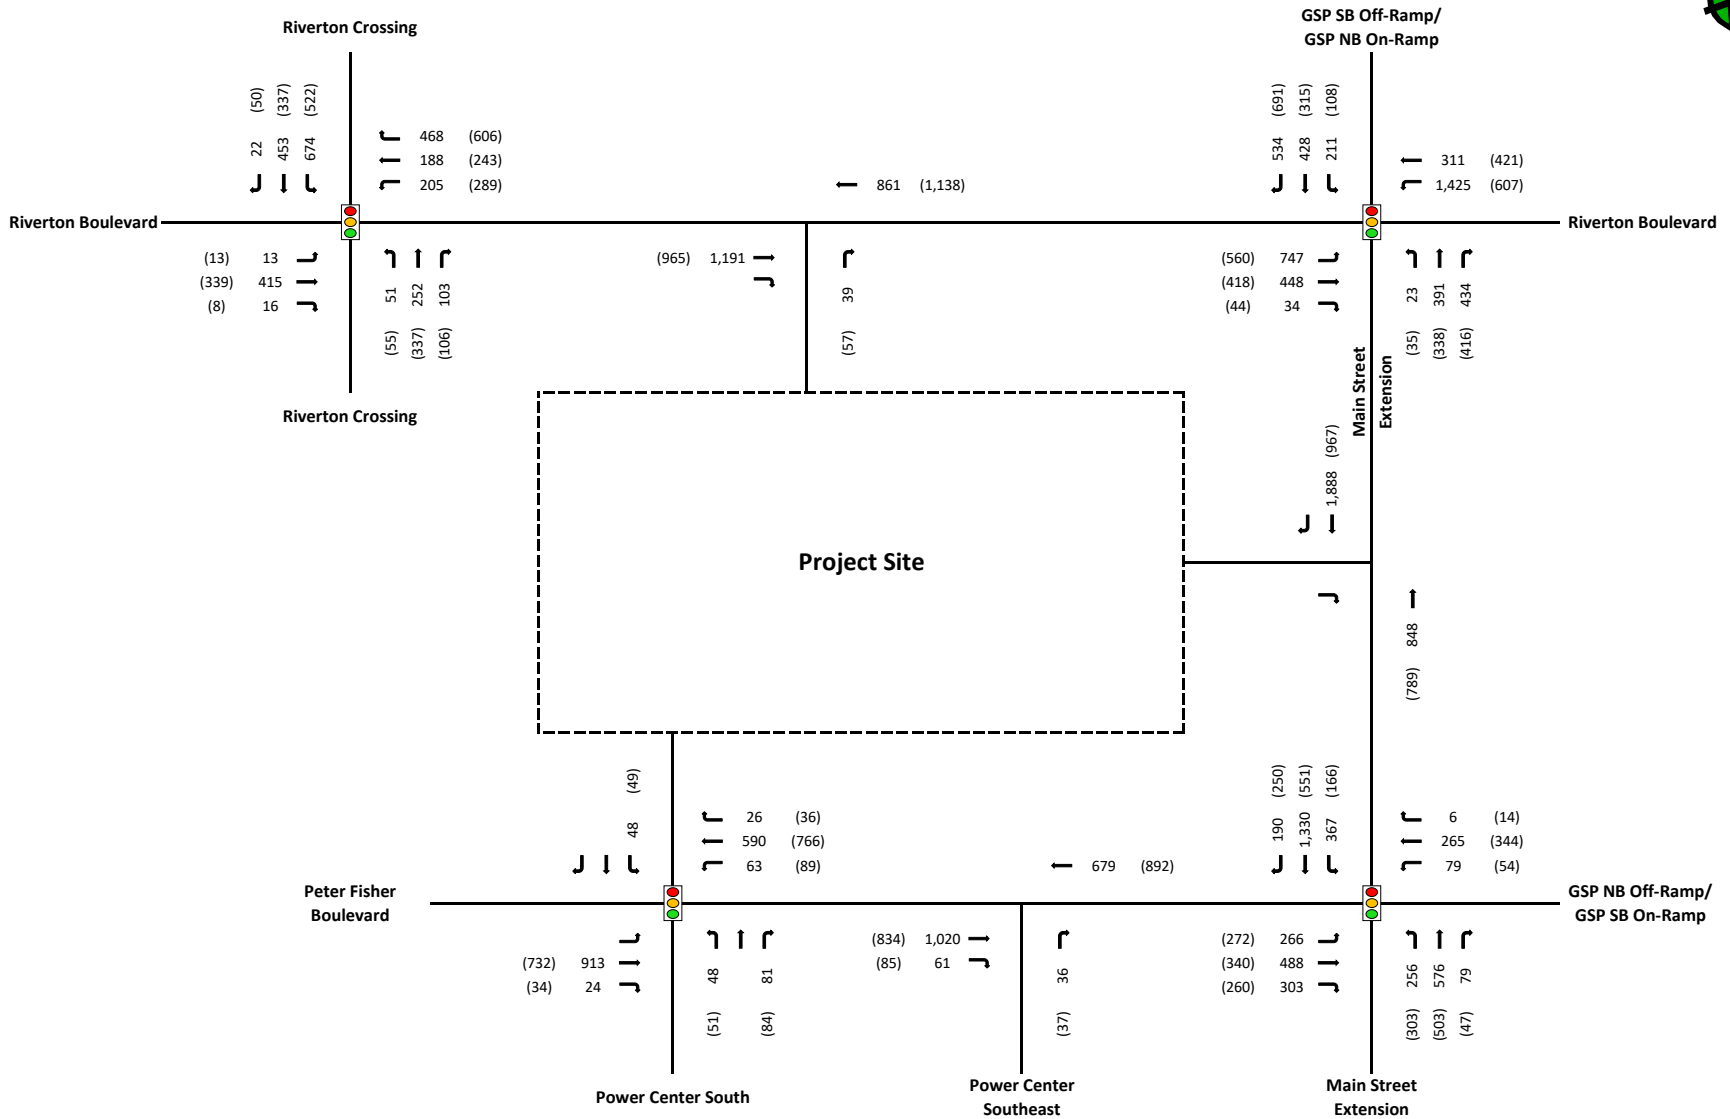 Riverton Crossing
GSP SB Off-Ramp/
GSP NB On-Ramp
(50) (337) (522)
22 453 674
468 (606)
188 (243)
205 (289)
861 (1,138)
(691) (315) (108)
534 428 211
311 (421)
1,425 (607)
Riverton Boulevard
Riverton Boulevard
(13) 13
(339) 415
(8) 16
51 252 103
(55) (337) (106)
(965) 1,191
39
(57)
(560) 747
(418) 448
(44) 34
23 391 434
(35) (338) (416)
Riverton Crossing
Main Street
Extension
1,888 (967)
Project Site
848
(789)
(49)
48
26 (36)
590 (766)
63 (89)
679 (892)
(250) (551) (166)
190 1,330 367
6 (14)
265 (344)
79 (54)
Peter Fisher
Boulevard
GSP NB Off-Ramp/
GSP SB On-Ramp
(732) 913
(34) 24
48 81
(51) (84)
(834) 1,020
(85) 61
36
(37)
(272) 266
(340) 488
(260) 303
256 576 79
(303) (503) (47)
Power Center South
Power Center
Southeast
Main Street
Extension